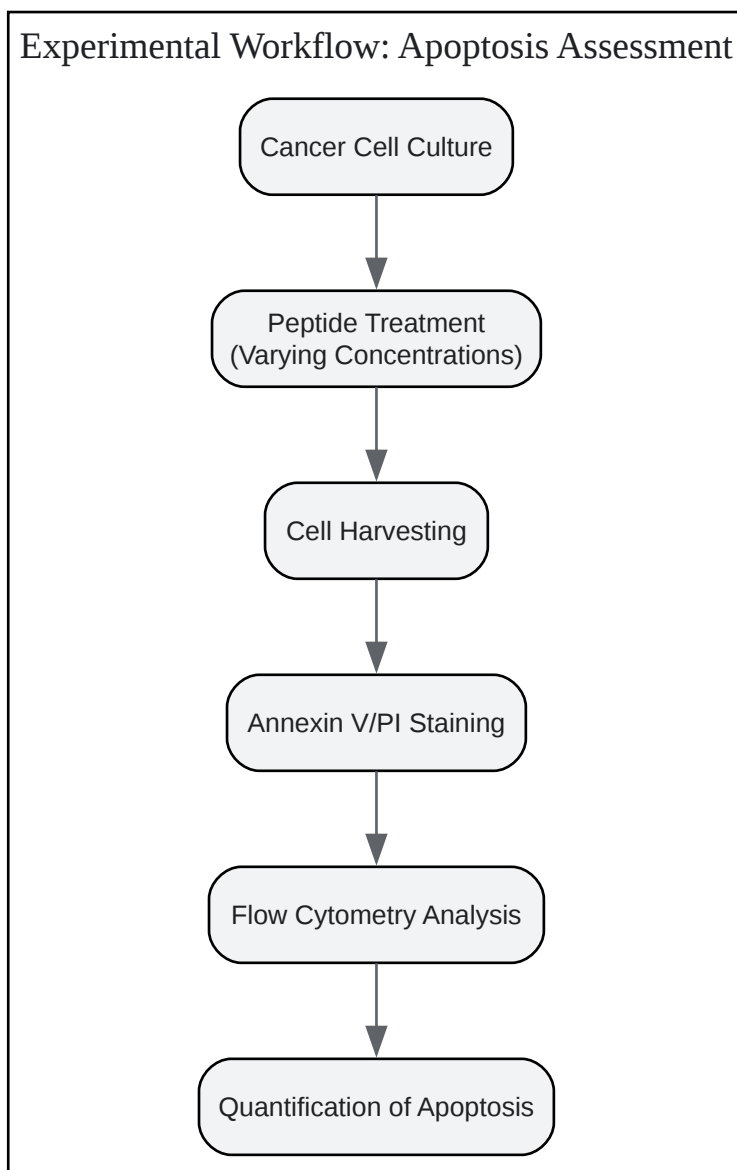 Experimental Workflow: Apoptosis Assessment
Cancer Cell Culture
Peptide Treatment
(Varying Concentrations)
Cell Harvesting
Annexin V/PI Staining
Flow Cytometry Analysis
Quantification of Apoptosis